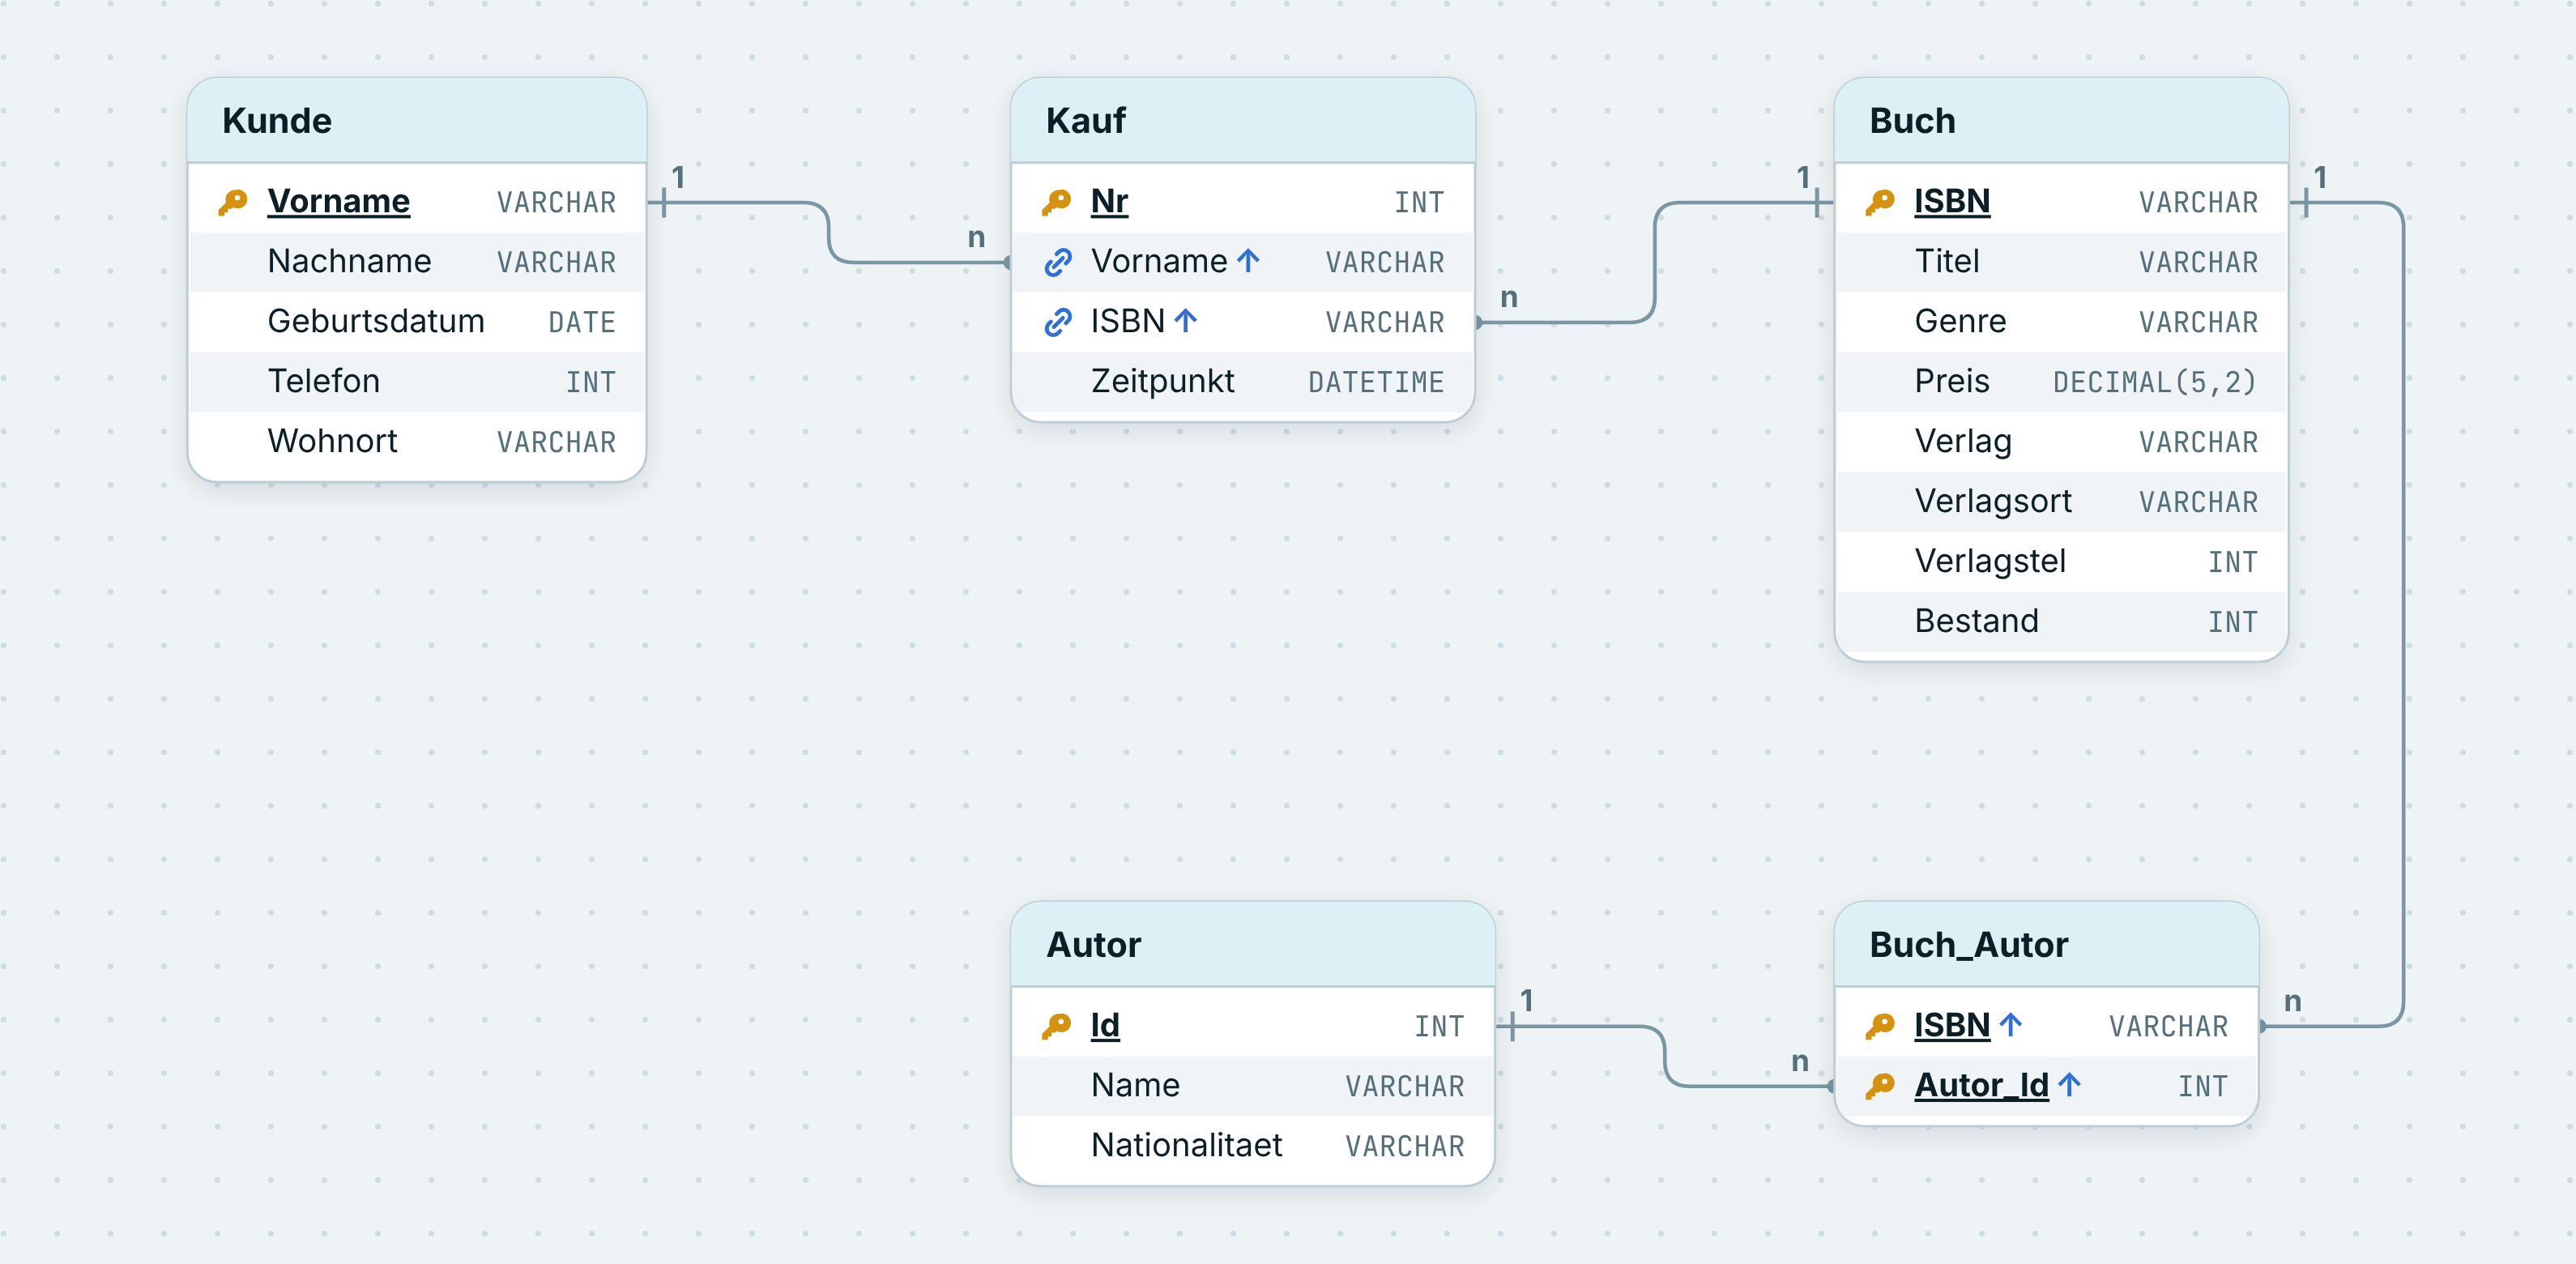 Kunde
Vorname VARCHAR
Nachname VARCHAR
Geburtsdatum DATE
Telefon INT
Wohnort VARCHAR
1
n
Kauf
Nr INT
Vorname ↑ VARCHAR
ISBN ↑ VARCHAR
Zeitpunkt DATETIME
n
1
Buch
ISBN VARCHAR
Titel VARCHAR
Genre VARCHAR
Preis DECIMAL(5,2)
Verlag VARCHAR
Verlagsort VARCHAR
Verlagstel INT
Bestand INT
1
Autor
Id INT
Name VARCHAR
Nationalitaet VARCHAR
1
n
Buch_Autor
ISBN ↑ VARCHAR
Autor_Id ↑ INT
n